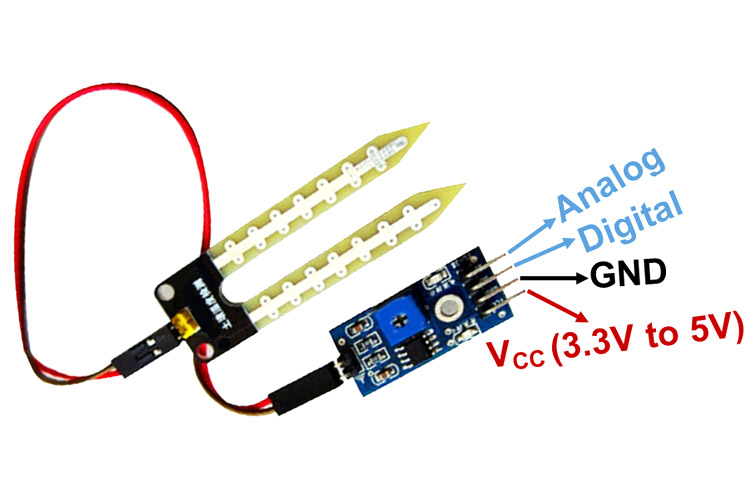 Analog
Digital
GND
VCC (3.3V to 5V)